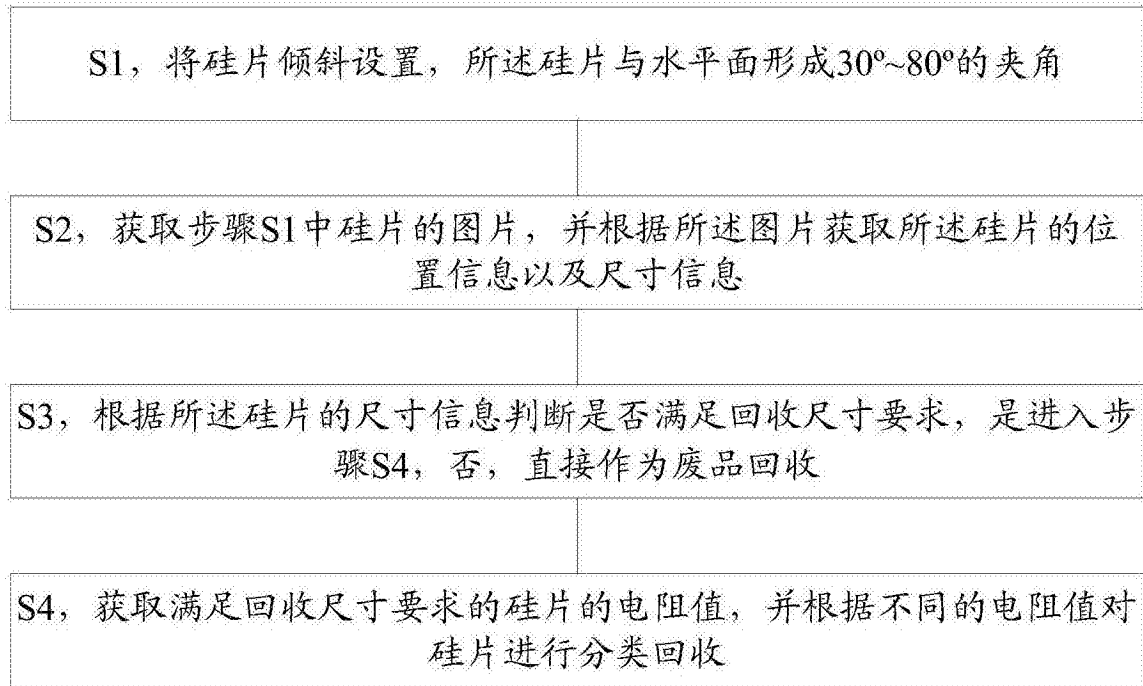 S1，将硅片倾斜设置，所述硅片与水平面形成30º~80º的夹角
S2，获取步骤S1中硅片的图片，并根据所述图片获取所述硅片的位
置信息以及尺寸信息
S3，根据所述硅片的尺寸信息判断是否满足回收尺寸要求，是进入步
骤S4，否，直接作为废品回收
S4，获取满足回收尺寸要求的硅片的电阻值，并根据不同的电阻值对
硅片进行分类回收